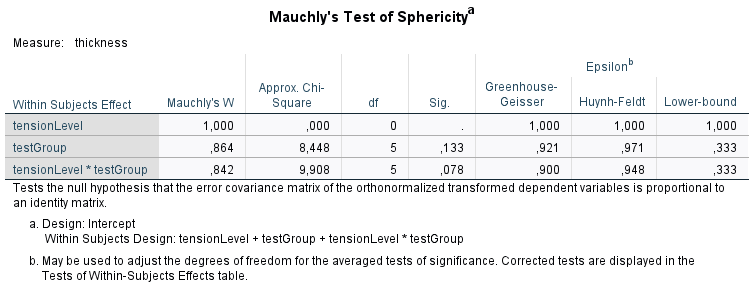 Mauchly's Test of Sphericityᵃ
Measure: thickness
Epsilonᵇ
Within Subjects Effect Mauchly's W Approx. Chi-Square df Sig. Greenhouse-Geisser Huynh-Feldt Lower-bound
tensionLevel 1,000 ,000 0 . 1,000 1,000 1,000
testGroup ,864 8,448 5 ,133 ,921 ,971 ,333
tensionLevel * testGroup ,842 9,908 5 ,078 ,900 ,948 ,333
Tests the null hypothesis that the error covariance matrix of the orthonormalized transformed dependent variables is proportional to
an identity matrix.
a. Design: Intercept
Within Subjects Design: tensionLevel + testGroup + tensionLevel * testGroup
b. May be used to adjust the degrees of freedom for the averaged tests of significance. Corrected tests are displayed in the
Tests of Within-Subjects Effects table.